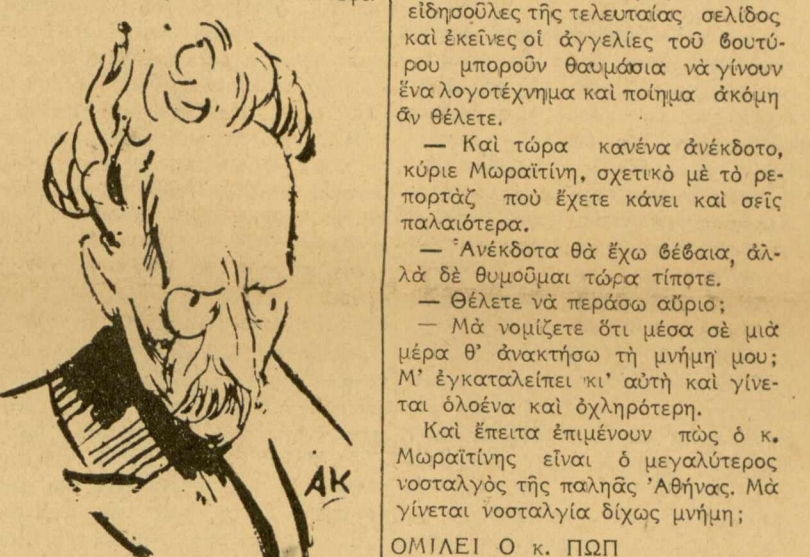 εἰδησοῦλες τῆς τελευταίας σελίδος
καὶ ἐκεῖνες οἱ ἀγγελίες τοῦ βουτύ-
ρου μποροῦν θαυμάσια νὰ γίνουν
ἕνα λογοτέχνημα καὶ ποίημα ἀκόμη
ἂν θέλετε.
— Καὶ τώρα κανένα ἀνέκδοτο,
κύριε Μωραϊτίνη, σχετικὸ μὲ τὸ ρε-
πορτὰζ ποὺ ἔχετε κάνει καὶ σεῖς
παλαιότερα.
— Ἀνέκδοτα θὰ ἔχω βέβαια, ἀλ-
λὰ δὲ θυμοῦμαι τώρα τίποτε.
— Θέλετε νὰ περάσω αὔριο;
— Μὰ νομίζετε ὅτι μέσα σὲ μιὰ
μέρα θ' ἀνακτήσω τὴ μνήμη μου;
Μ' ἐγκαταλείπει κι' αὐτὴ καὶ γίνε-
ται ὁλοένα καὶ ὀχληρότερη.
Καὶ ἔπειτα ἐπιμένουν πὼς ὁ κ.
Μωραϊτίνης εἶναι ὁ μεγαλύτερος
νοσταλγὸς τῆς παληᾶς Ἀθήνας. Μὰ
γίνεται νοσταλγία δίχως μνήμη;
ΟΜΙΛΕΙ Ο κ. ΠΩΠ
ΑΚ